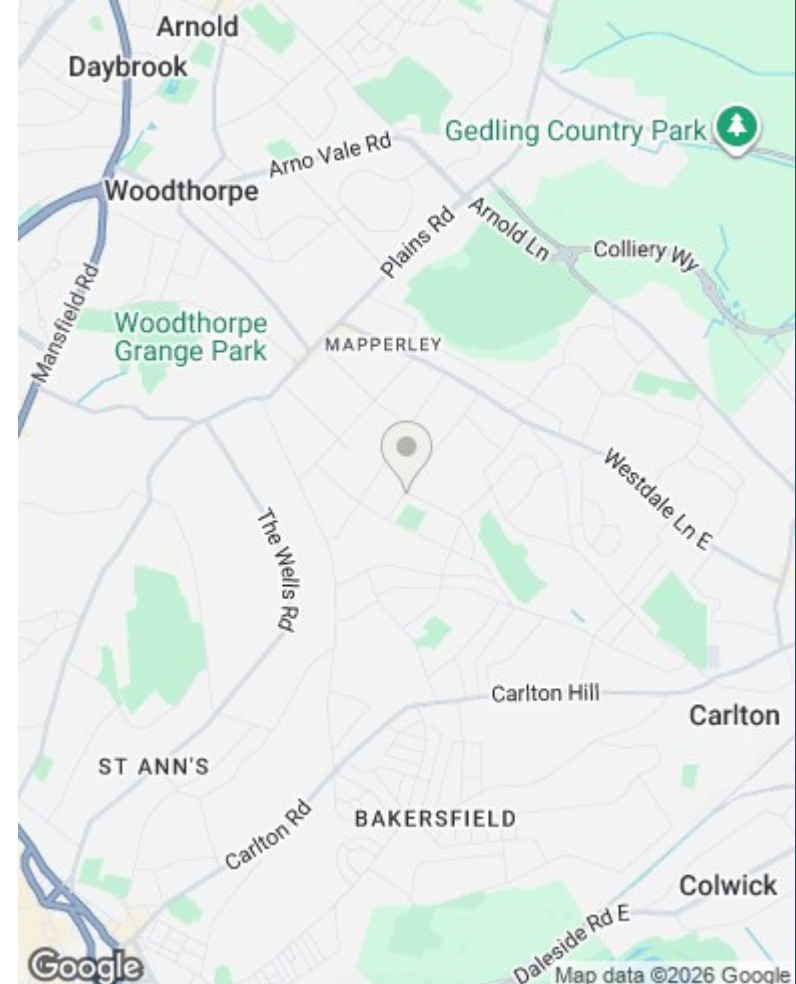 Arnold
Daybrook
Gedling Country Park
Arno Vale Rd
Woodthorpe
Plains Rd
Arnold Ln
Colliery Wy
Mansfield Rd
Woodthorpe
Grange Park
MAPPERLEY
Westdale Ln E
The Wells Rd
Carlton Hill
Carlton
ST ANN'S
Carlton Rd
BAKERSFIELD
Colwick
Daleside Rd E
Google
Map data ©2026 Google